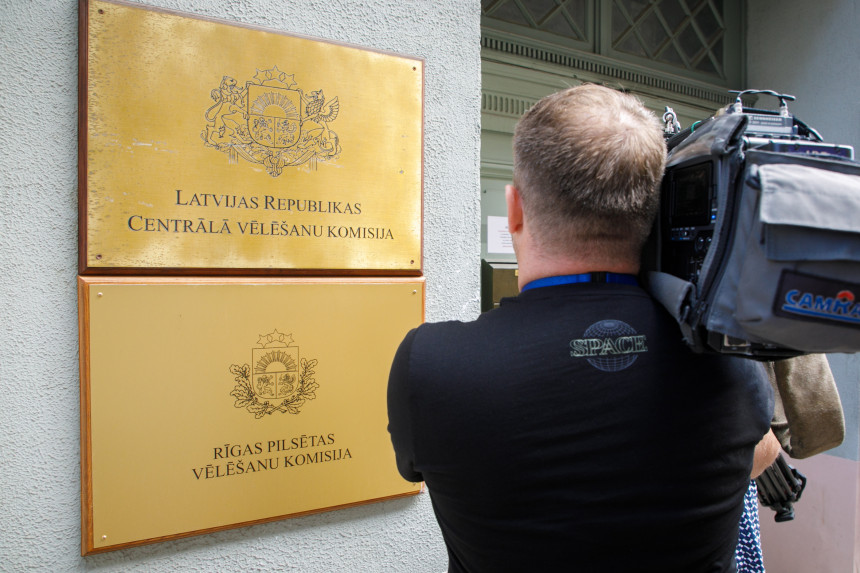 LATVIJAS REPUBLIKAS
CENTRĀLĀ VĒLĒŠANU KOMISIJA
RĪGAS PILSĒTAS
VĒLĒŠANU KOMISIJA
SPACE